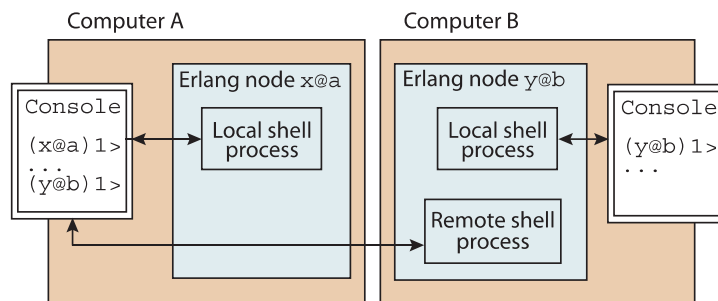 Computer A
Computer B
Erlang node x@a
Erlang node y@b
Console
(x@a)1>
...
(y@b)1>
Local shell
process
Local shell
process
Remote shell
process
Console
(y@b)1>
...